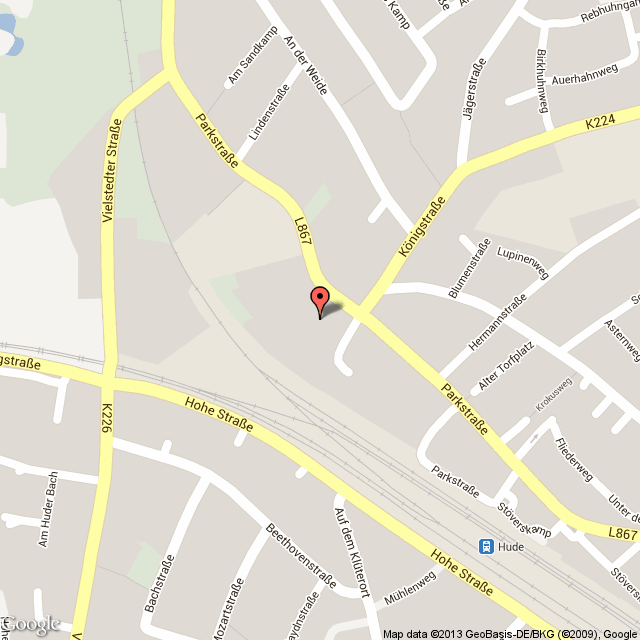 Kamp
Rebhuhngar
Am Sandkamp
An der Weide
Jägerstraße
Birkhuhnweg
Auerhahnweg
Lindenstraße
K224
Parkstraße
Vielstedter Straße
L867
Königstraße
Blumenstraße
Lupinenweg
Hermannstraße
Asternweg
Alter Torfplatz
gstraße
Krokusweg
K226
Hohe Straße
Parkstraße
Fliederweg
Parkstraße
Am Huder Bach
Stöverskamp
Unter de
L867
Beethovenstraße
Auf dem Klüterort
Hude
Hohe Straße
Stövers
Bachstraße
Mozartstraße
aydnstraße
Mühlenweg
Google
Map data ©2013 GeoBasis-DE/BKG (©2009), Google